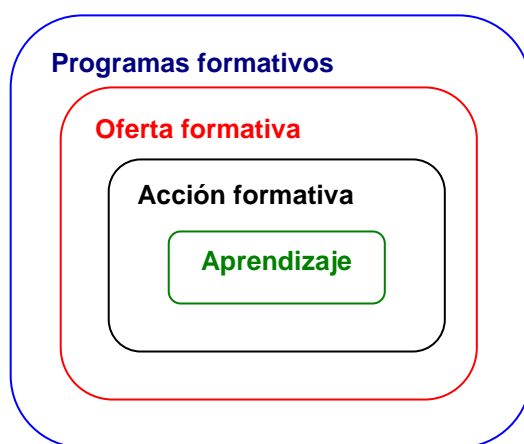 Programas formativos
Oferta formativa
Acción formativa
Aprendizaje